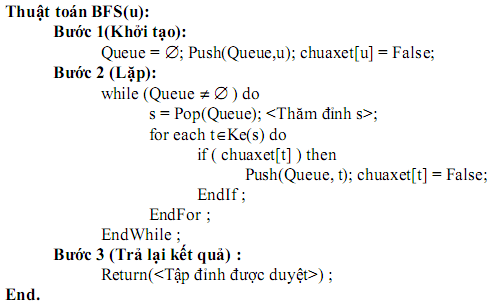 Thuật toán BFS(u):
Bước 1(Khởi tạo):
Queue = ∅; Push(Queue,u); chuaxet[u] = False;
Bước 2 (Lặp):
while (Queue ≠ ∅ ) do
s = Pop(Queue); <Thăm đỉnh s>;
for each t∈Ke(s) do
if ( chuaxet[t] ) then
Push(Queue, t); chuaxet[t] = False;
EndIf ;
EndFor ;
EndWhile ;
Bước 3 (Trả lại kết quả) :
Return(<Tập đỉnh được duyệt>) ;
End.